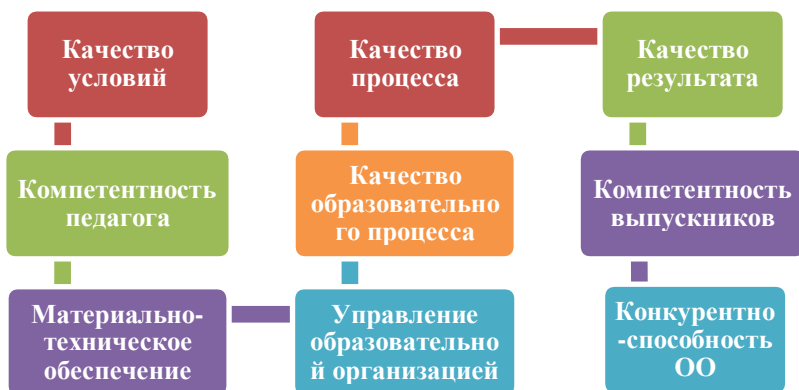 Качество
условий
Качество
процесса
Качество
результата
Компетентность
педагога
Качество
образовательно
го процесса
Компетентность
выпускников
Материально-
техническое
обеспечение
Управление
образовательно
й организацией
Конкурентно
-способность
ОО